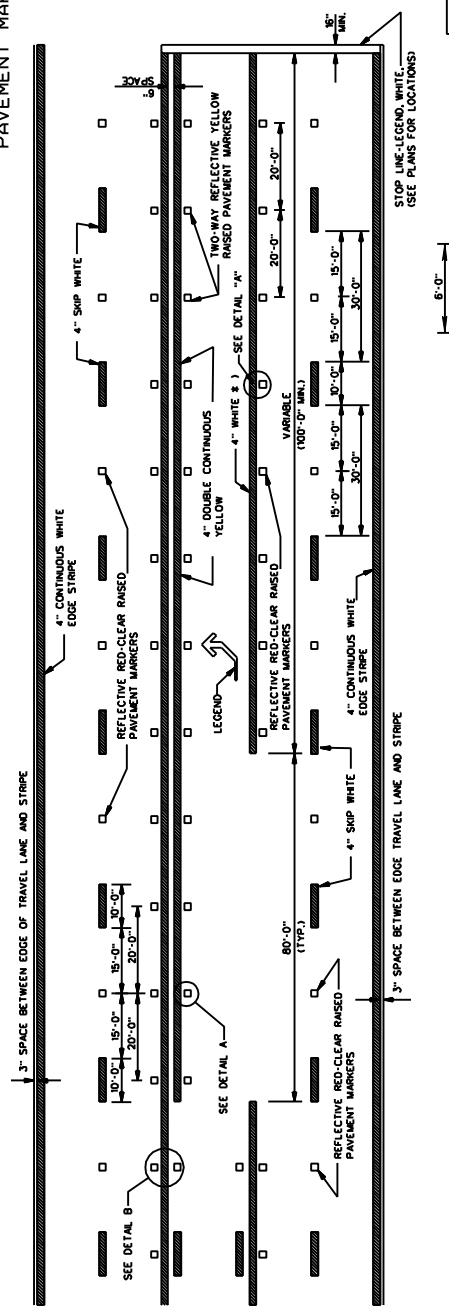 PAVEMENT MAR
3" SPACE BETWEEN EDGE OF TRAVEL LANE AND STRIPE
4" CONTINUOUS WHITE
EDGE STRIPE
4" SKIP WHITE
REFLECTIVE RED-CLEAR RAISED
PAVEMENT MARKERS
10'-0"
15'-0"
15'-0"
10'-0"
20'-0"
20'-0"
6"
SPACE
SEE DETAIL B
SEE DETAIL A
LEGEND
4" DOUBLE CONTINUOUS
YELLOW
TWO-WAY REFLECTIVE YELLOW
RAISED PAVEMENT MARKERS
4" WHITE * )
SEE DETAIL "A"
REFLECTIVE RED-CLEAR RAISED
PAVEMENT MARKERS
80'-0"
(TYP.)
VARIABLE
(100'-0" MIN.)
20'-0"
20'-0"
16"
MIN.
15'-0"
15'-0"
10'-0"
15'-0"
15'-0"
30'-0"
30'-0"
REFLECTIVE RED-CLEAR RAISED
PAVEMENT MARKERS
4" SKIP WHITE
4" CONTINUOUS WHITE
EDGE STRIPE
3" SPACE BETWEEN EDGE TRAVEL LANE AND STRIPE
STOP LINE-LEGEND, WHITE.
(SEE PLANS FOR LOCATIONS)
6'-0"